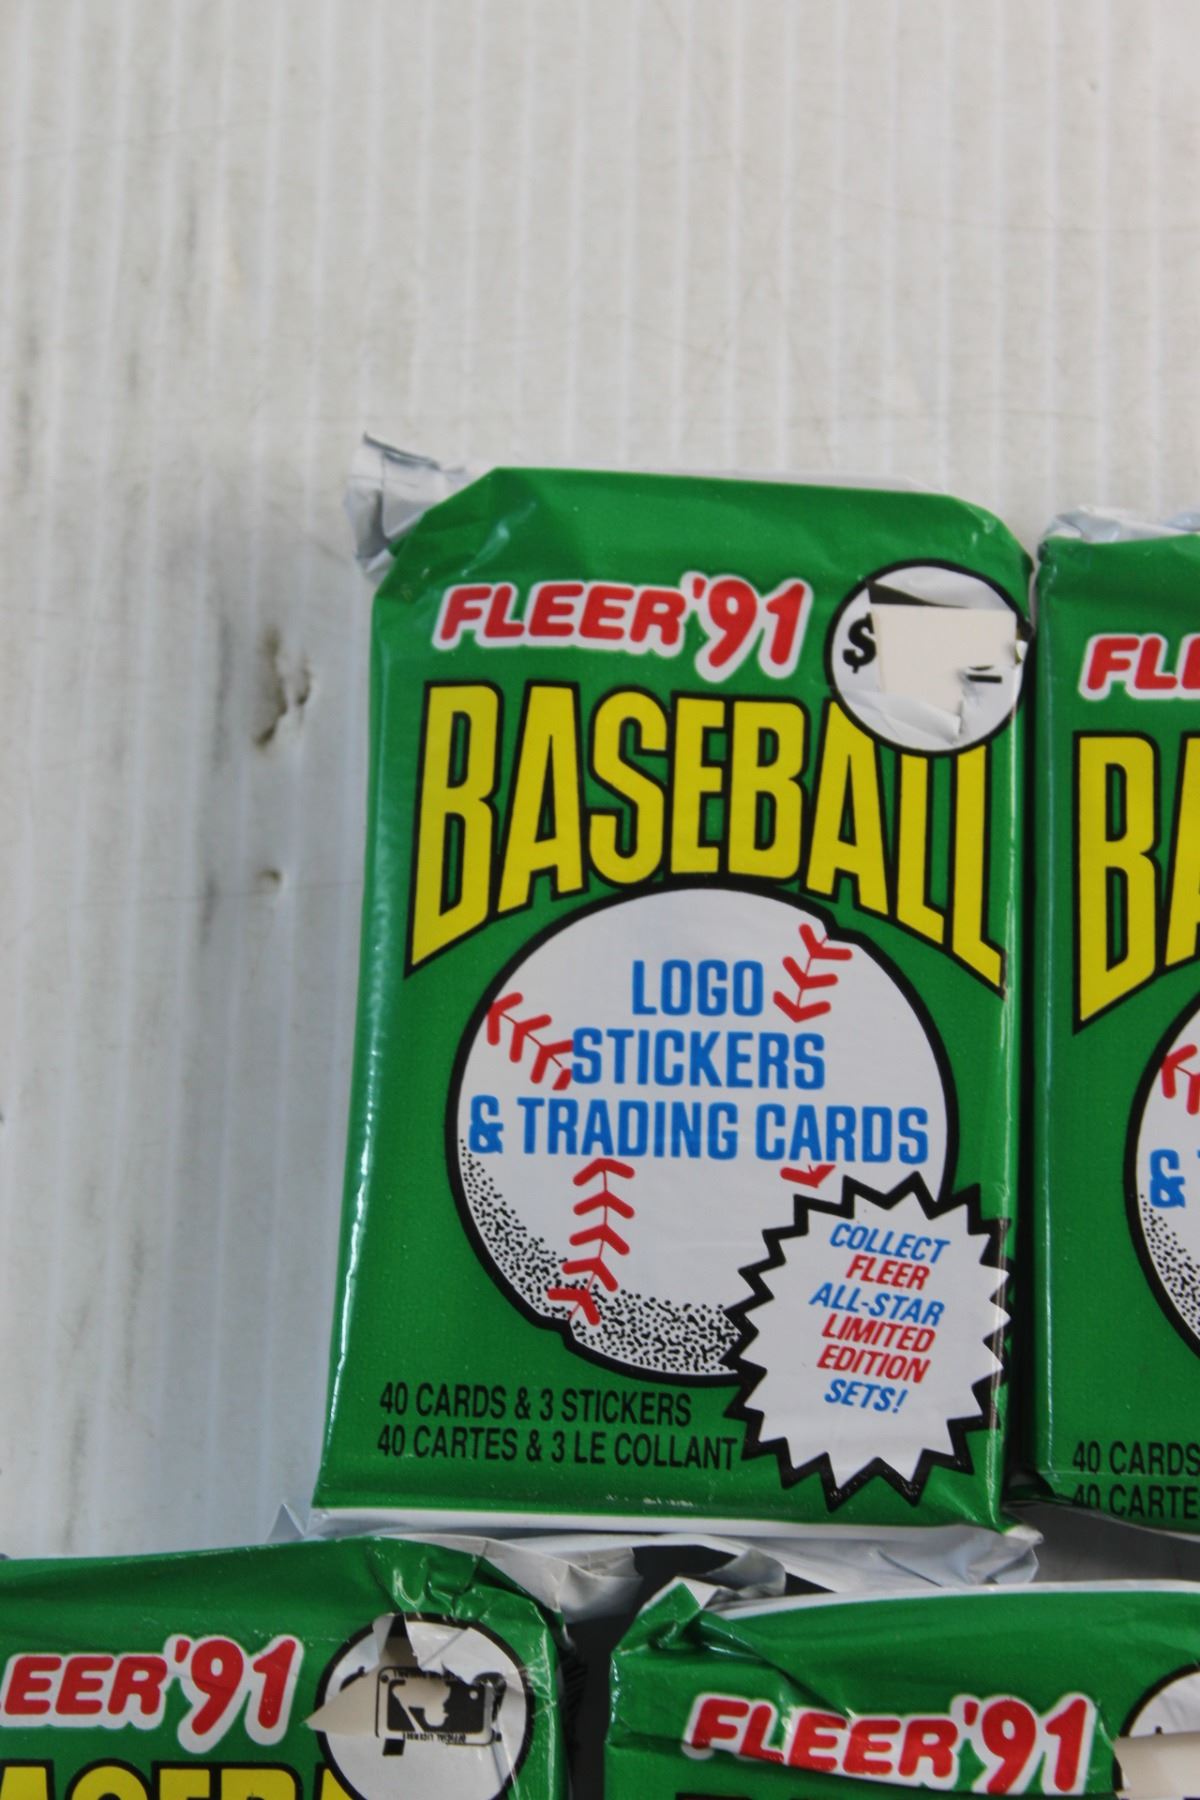 FLEER '91
$
BASEBALL
LOGO
STICKERS
& TRADING CARDS
COLLECT
FLEER
ALL-STAR
LIMITED
EDITION
SETS!
40 CARDS & 3 STICKERS
40 CARTES & 3 LE COLLANT
FLE
BA
&
40 CARDS
40 CARTE
LEER '91
FLEER '91